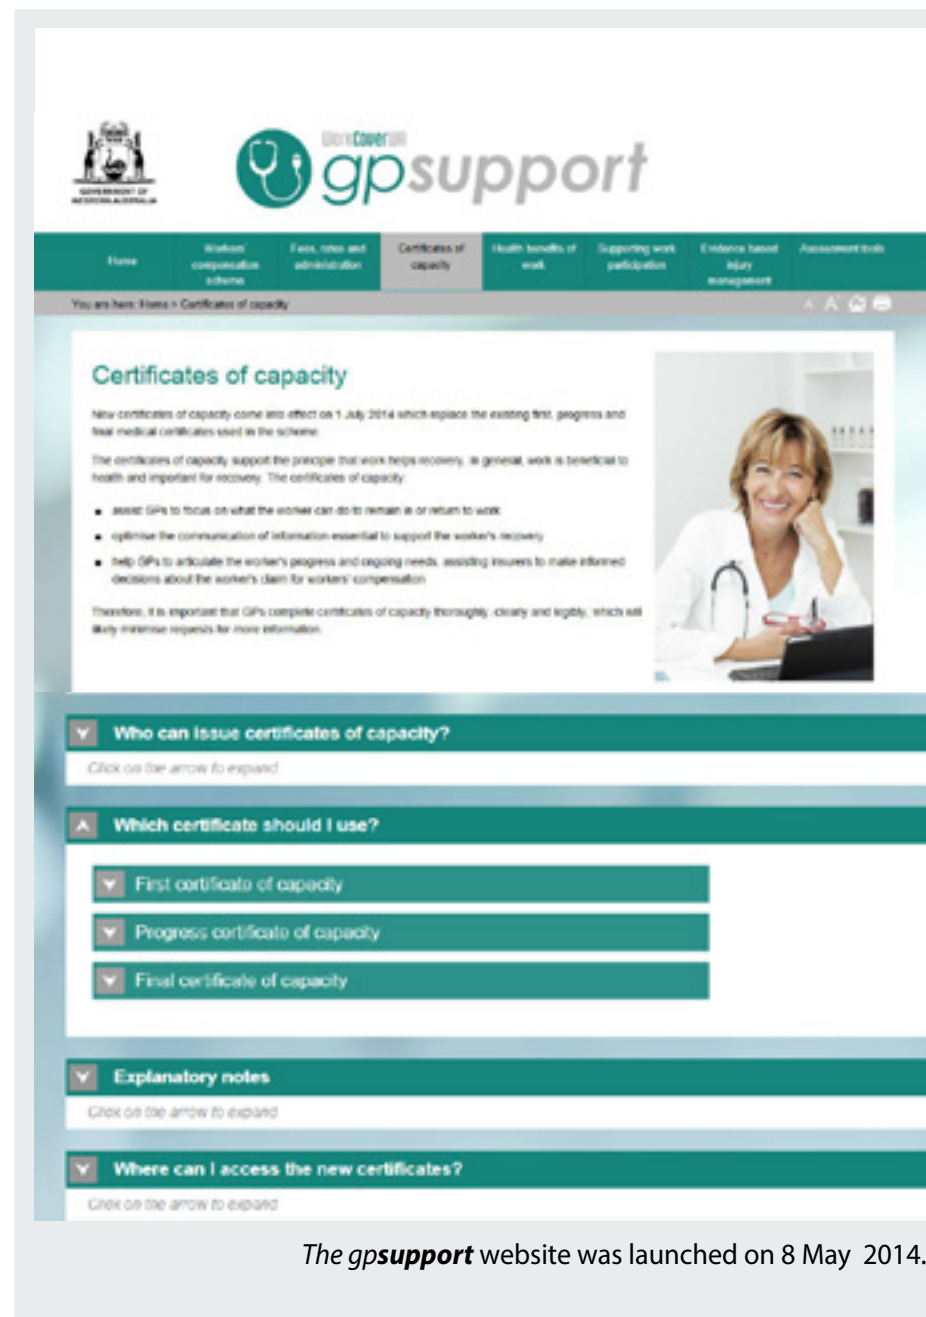 GOVERNMENT OF
WESTERN AUSTRALIA
WorkCover WA
gpsupport
Home
Workers'
compensation
scheme
Fees, rates and
administration
Certificates of
capacity
Health benefits of
work
Supporting work
participation
Evidence based
injury
management
Assessment tools
You are here: Home > Certificates of capacity
A- A+
Certificates of capacity
New certificates of capacity come into effect on 1 July 2014 which replace the existing first, progress and
final medical certificates used in the scheme.
The certificates of capacity support the principle that work helps recovery. In general, work is beneficial to
health and important for recovery. The certificates of capacity:
assist GPs to focus on what the worker can do to remain in or return to work
optimise the communication of information essential to support the worker's recovery
help GPs to articulate the worker's progress and ongoing needs, assisting insurers to make informed
decisions about the worker's claim for workers' compensation
Therefore, it is important that GPs complete certificates of capacity thoroughly, clearly and legibly, which will
likely minimise requests for more information.
Who can issue certificates of capacity?
Click on the arrow to expand
Which certificate should I use?
First certificate of capacity
Progress certificate of capacity
Final certificate of capacity
Explanatory notes
Click on the arrow to expand
Where can I access the new certificates?
Click on the arrow to expand
The gpsupport website was launched on 8 May 2014.